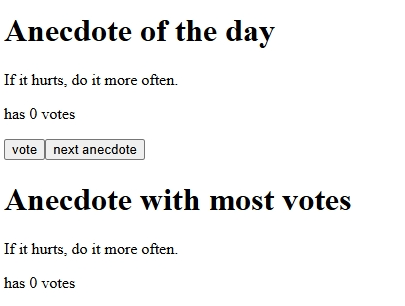 Anecdote of the day
If it hurts, do it more often.
has 0 votes
vote next anecdote
Anecdote with most votes
If it hurts, do it more often.
has 0 votes